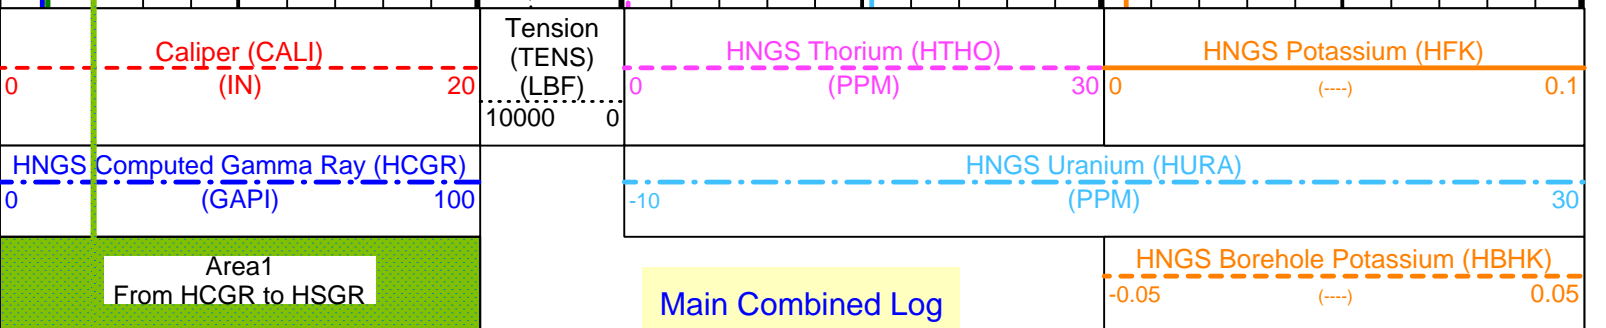 Caliper (CALI)
0 (IN) 20
Tension
(TENS)
(LBF)
10000 0
HNGS Thorium (HTHO)
0 (PPM) 30
HNGS Potassium (HFK)
0 (----) 0.1
HNGS Computed Gamma Ray (HCGR)
0 (GAPI) 100
HNGS Uranium (HURA)
-10 (PPM) 30
Area1
From HCGR to HSGR
Main Combined Log
HNGS Borehole Potassium (HBHK)
-0.05 (----) 0.05